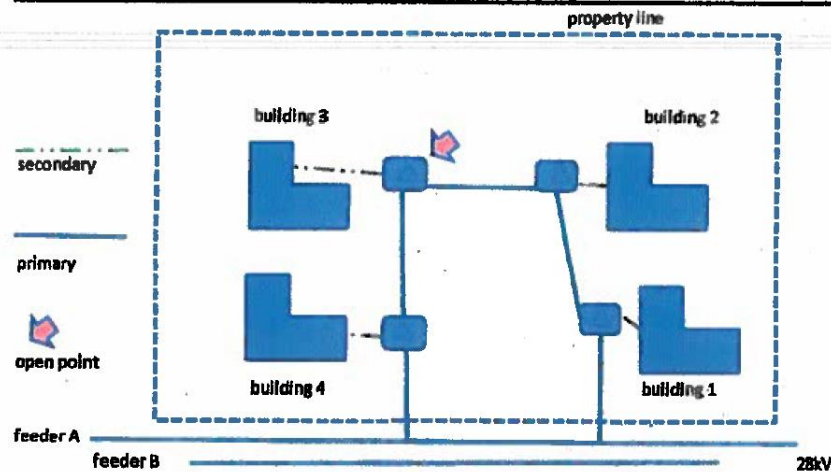 property line
building 3
building 2
secondary
primary
open point
building 4
building 1
feeder A
feeder B
28kV